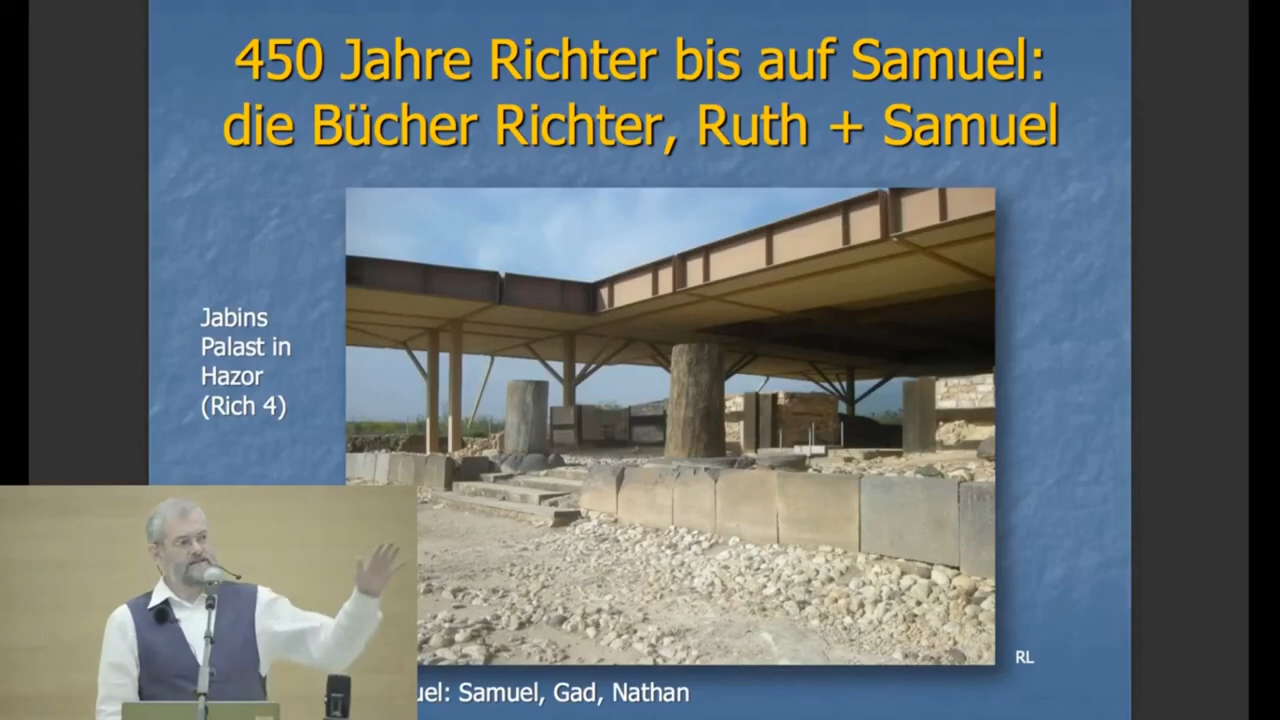 450 Jahre Richter bis auf Samuel:
die Bücher Richter, Ruth + Samuel
Jabins
Palast in
Hazor
(Rich 4)
RL
Samuel, Gad, Nathan